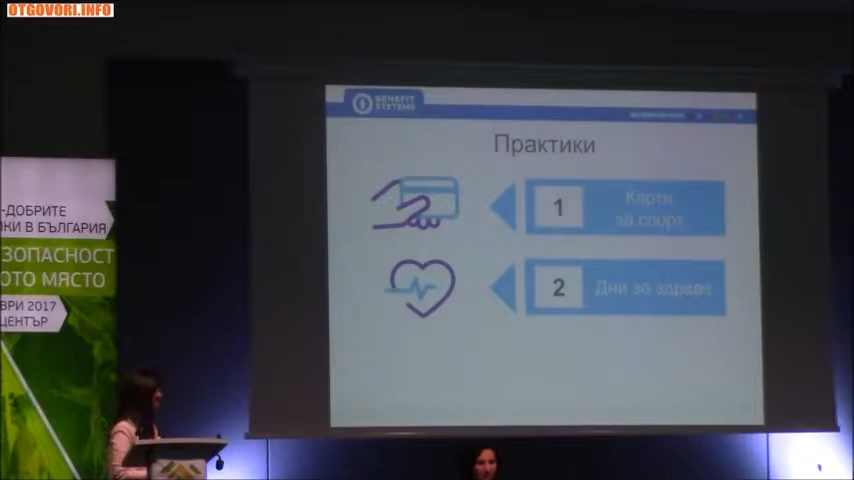 OTGOVORI.INFO
BENEFIT
SYSTEMS
Практики
1
Карти
за спорт
2
Дни за здраве
-ДОБРИТЕ
КИ В БЪЛГАРИЯ
ЗОПАСНОСТ
ОТО МЯСТО
ВРИ 2017
ЦЕНТЪР